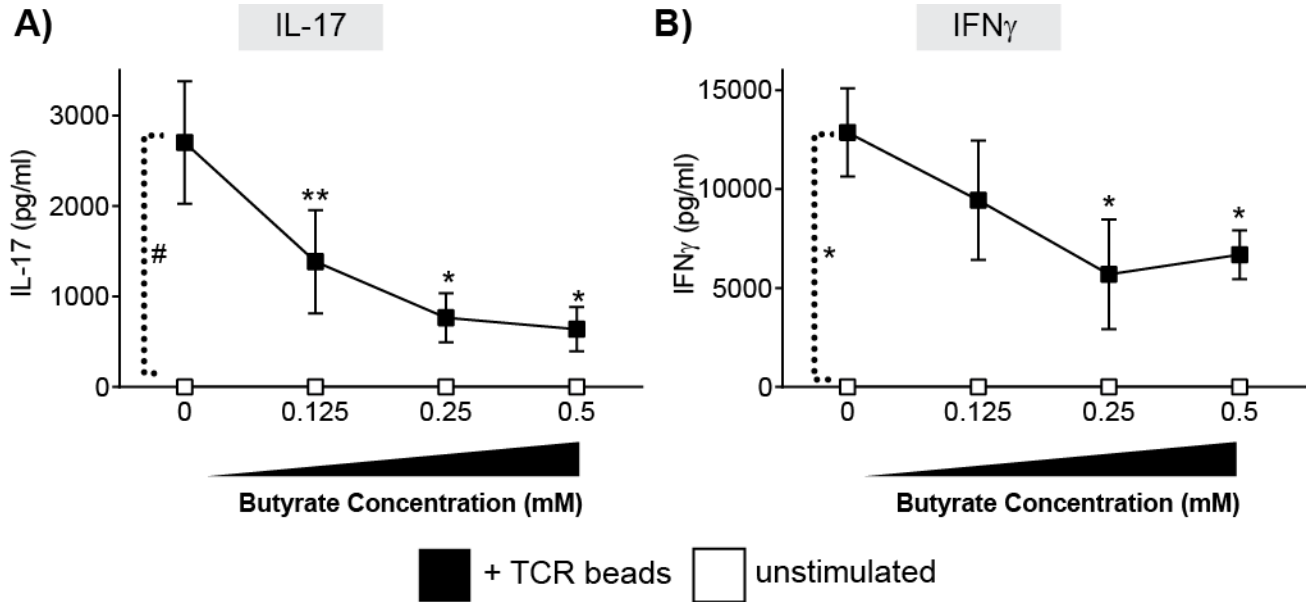 A) IL-17
IL-17 (pg/ml)
3000
2000
1000
0
#
**
*
*
0 0.125 0.25 0.5
Butyrate Concentration (mM)
B) IFNγ
IFNγ (pg/ml)
15000
10000
5000
0
*
*
*
0 0.125 0.25 0.5
Butyrate Concentration (mM)
+ TCR beads unstimulated